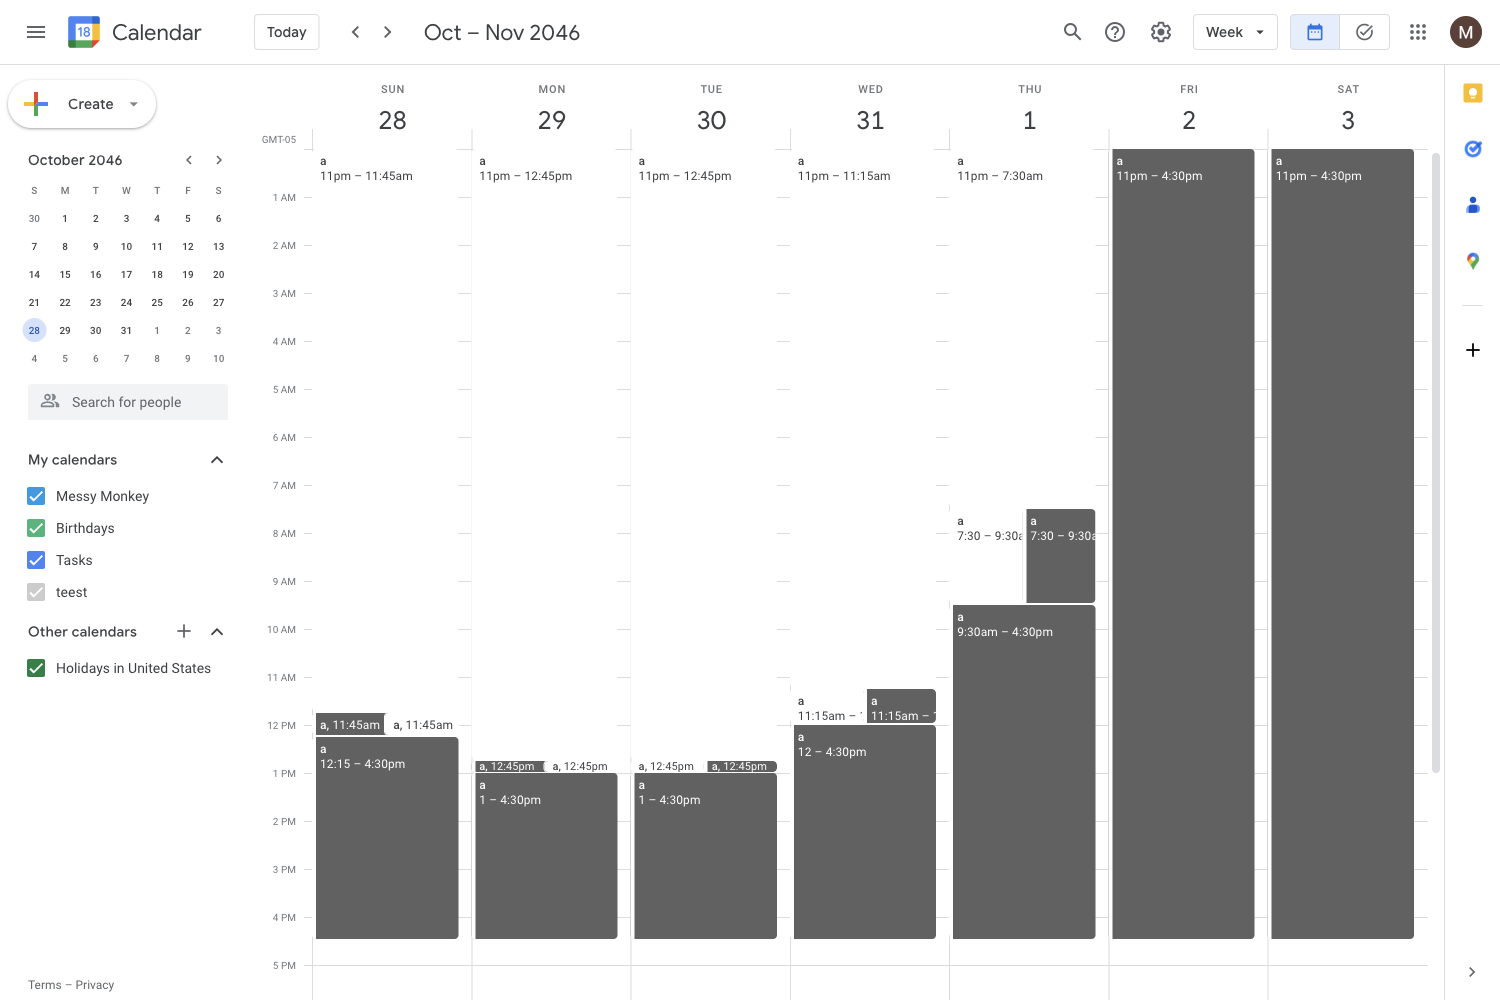 18 Calendar
Today
Oct – Nov 2046
Week
M
Create
October 2046
S M T W T F S
30 1 2 3 4 5 6
7 8 9 10 11 12 13
14 15 16 17 18 19 20
21 22 23 24 25 26 27
28 29 30 31 1 2 3
4 5 6 7 8 9 10
Search for people
My calendars
Messy Monkey
Birthdays
Tasks
teest
Other calendars
Holidays in United States
Terms – Privacy
SUN MON TUE WED THU FRI SAT
28 29 30 31 1 2 3
GMT-05
a a a a a a a
11pm – 11:45am 11pm – 12:45pm 11pm – 12:45pm 11pm – 11:15am 11pm – 7:30am 11pm – 4:30pm 11pm – 4:30pm
1 AM
2 AM
3 AM
4 AM
5 AM
6 AM
7 AM
a a
8 AM 7:30 – 9:30a 7:30 – 9:30a
9 AM
a
10 AM 9:30am – 4:30pm
11 AM
a a
11:15am – 11:15am –
12 PM a, 11:45am a, 11:45am
a a
12:15 – 4:30pm 12 – 4:30pm
a, 12:45pm a, 12:45pm a, 12:45pm a, 12:45pm
1 PM
a a
1 – 4:30pm 1 – 4:30pm
2 PM
3 PM
4 PM
5 PM